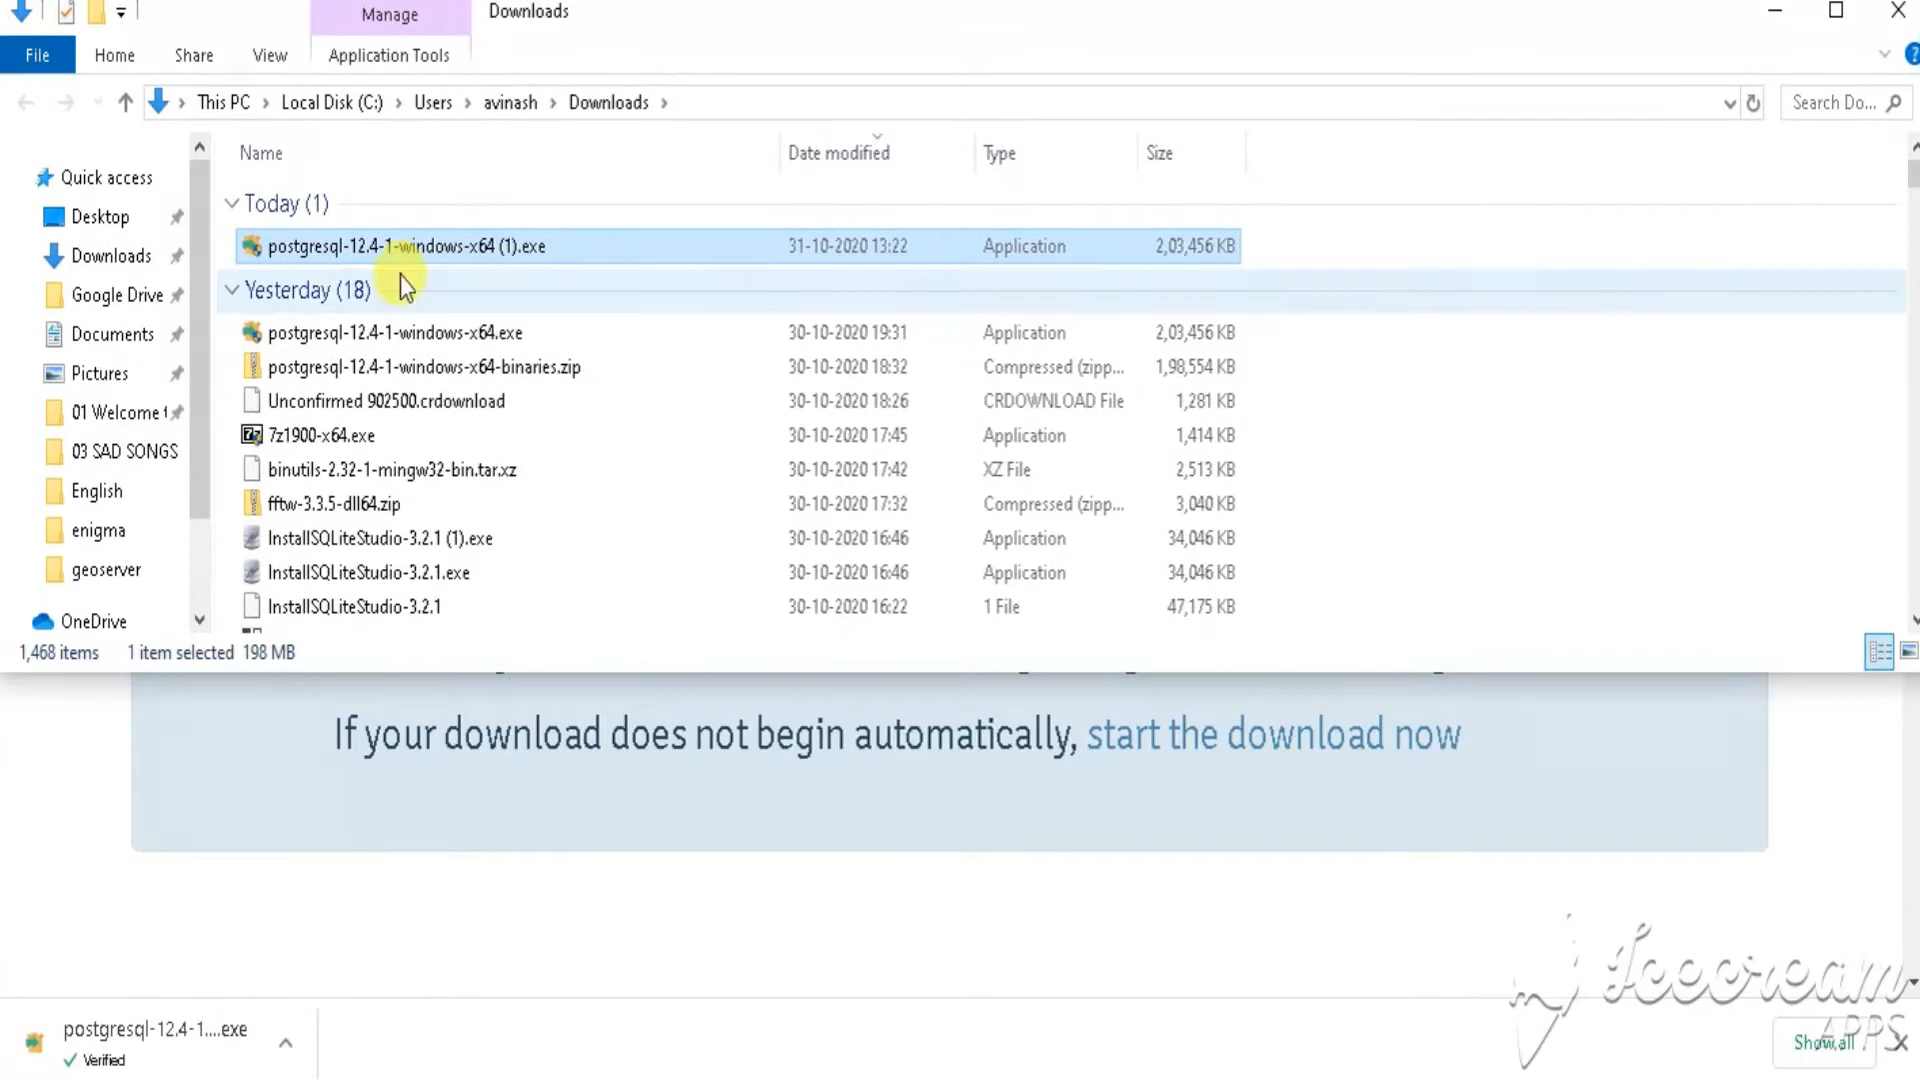 Manage
Downloads
File
Home
Share
View
Application Tools
This PC
Local Disk (C:)
Users
avinash
Downloads
Search Do...
Name
Date modified
Type
Size
Quick access
Desktop
Downloads
Google Drive
Documents
Pictures
01 Welcome t
03 SAD SONGS
English
enigma
geoserver
OneDrive
Today (1)
postgresql-12.4-1-windows-x64 (1).exe 31-10-2020 13:22 Application 2,03,456 KB
Yesterday (18)
postgresql-12.4-1-windows-x64.exe 30-10-2020 19:31 Application 2,03,456 KB
postgresql-12.4-1-windows-x64-binaries.zip 30-10-2020 18:32 Compressed (zipp... 1,98,554 KB
Unconfirmed 902500.crdownload 30-10-2020 18:26 CRDOWNLOAD File 1,281 KB
7z1900-x64.exe 30-10-2020 17:45 Application 1,414 KB
binutils-2.32-1-mingw32-bin.tar.xz 30-10-2020 17:42 XZ File 2,513 KB
fftw-3.3.5-dll64.zip 30-10-2020 17:32 Compressed (zipp... 3,040 KB
InstallSQLiteStudio-3.2.1 (1).exe 30-10-2020 16:46 Application 34,046 KB
InstallSQLiteStudio-3.2.1.exe 30-10-2020 16:46 Application 34,046 KB
InstallSQLiteStudio-3.2.1 30-10-2020 16:22 1 File 47,175 KB
1,468 items 1 item selected 198 MB
If your download does not begin automatically, start the download now
postgresql-12.4-1....exe
Verified
Icecream
APPS
Show all